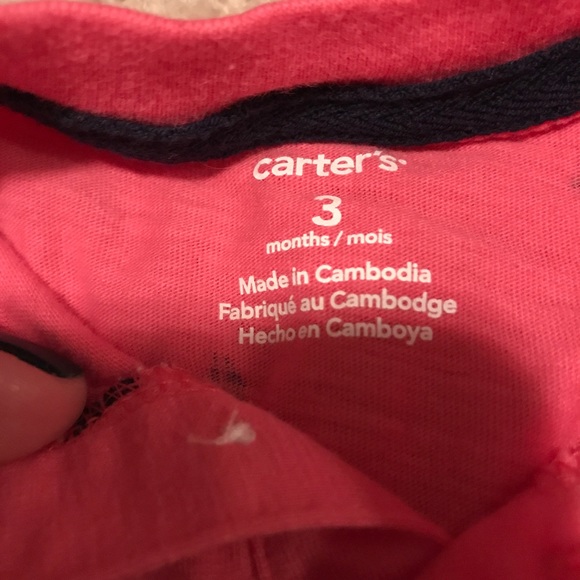 carter's
3
months / mois
Made in Cambodia
Fabriqué au Cambodge
Hecho en Camboya